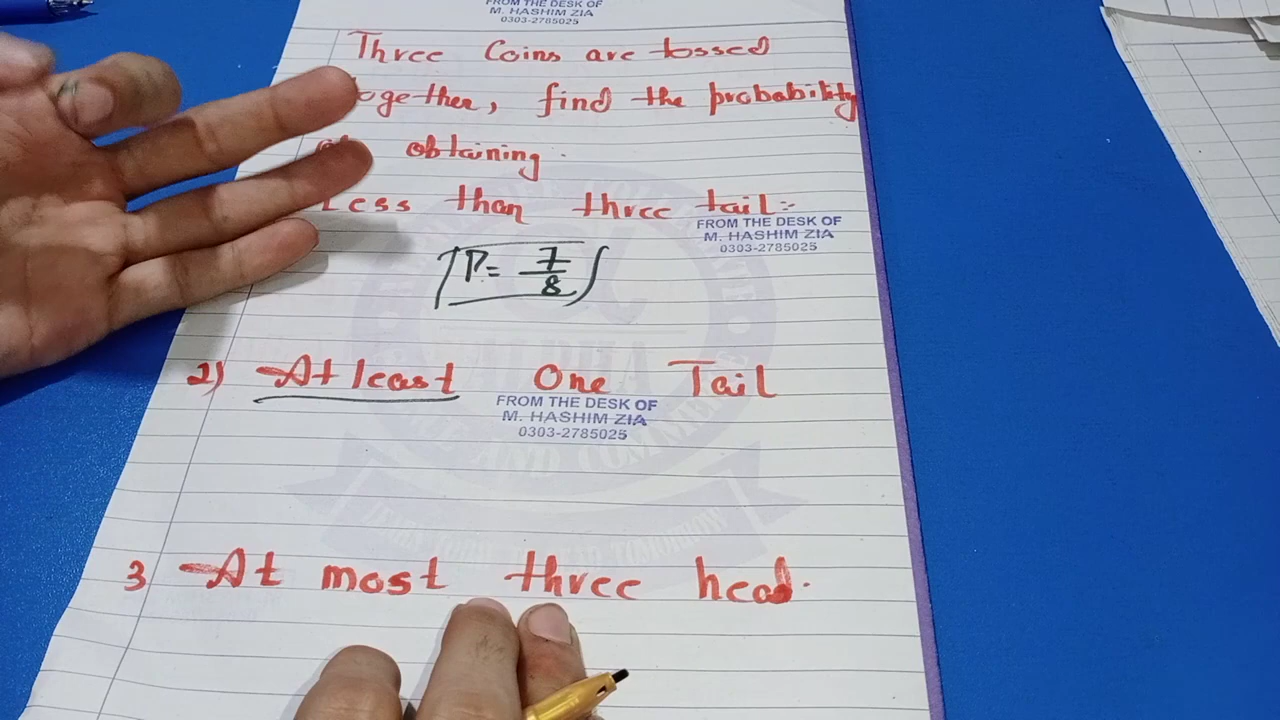 FROM THE DESK OF
M. HASHIM ZIA
0303-2785025
Three Coins are tossed
together, find the probability
obtaining.
Less than three tail:-
FROM THE DESK OF
M. HASHIM ZIA
0303-2785025
P = 7/8
2) At least One Tail
FROM THE DESK OF
M. HASHIM ZIA
0303-2785025
3 At most three head.